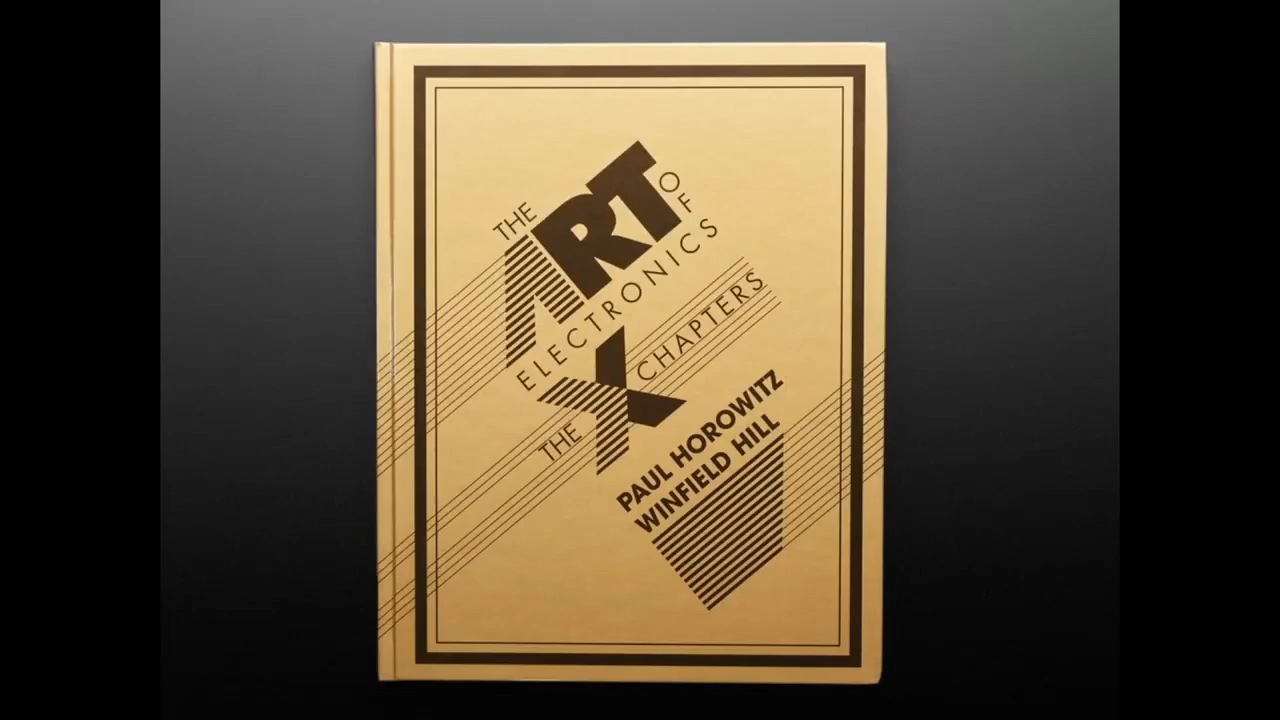 THE ART OF
ELECTRONICS
THE X CHAPTERS
PAUL HOROWITZ
WINFIELD HILL